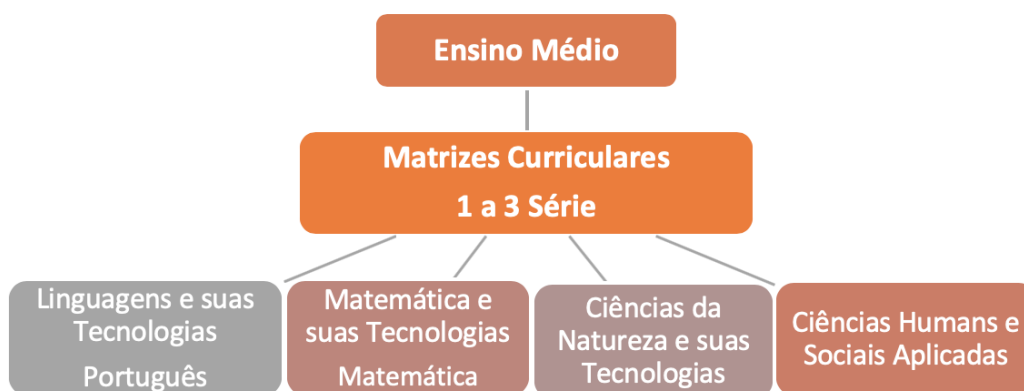 Ensino Médio
Matrizes Curriculares
1 a 3 Série
Linguagens e suas
Tecnologias
Português
Matemática e
suas Tecnologias
Matemática
Ciências da
Natureza e suas
Tecnologias
Ciências Humans e
Sociais Aplicadas